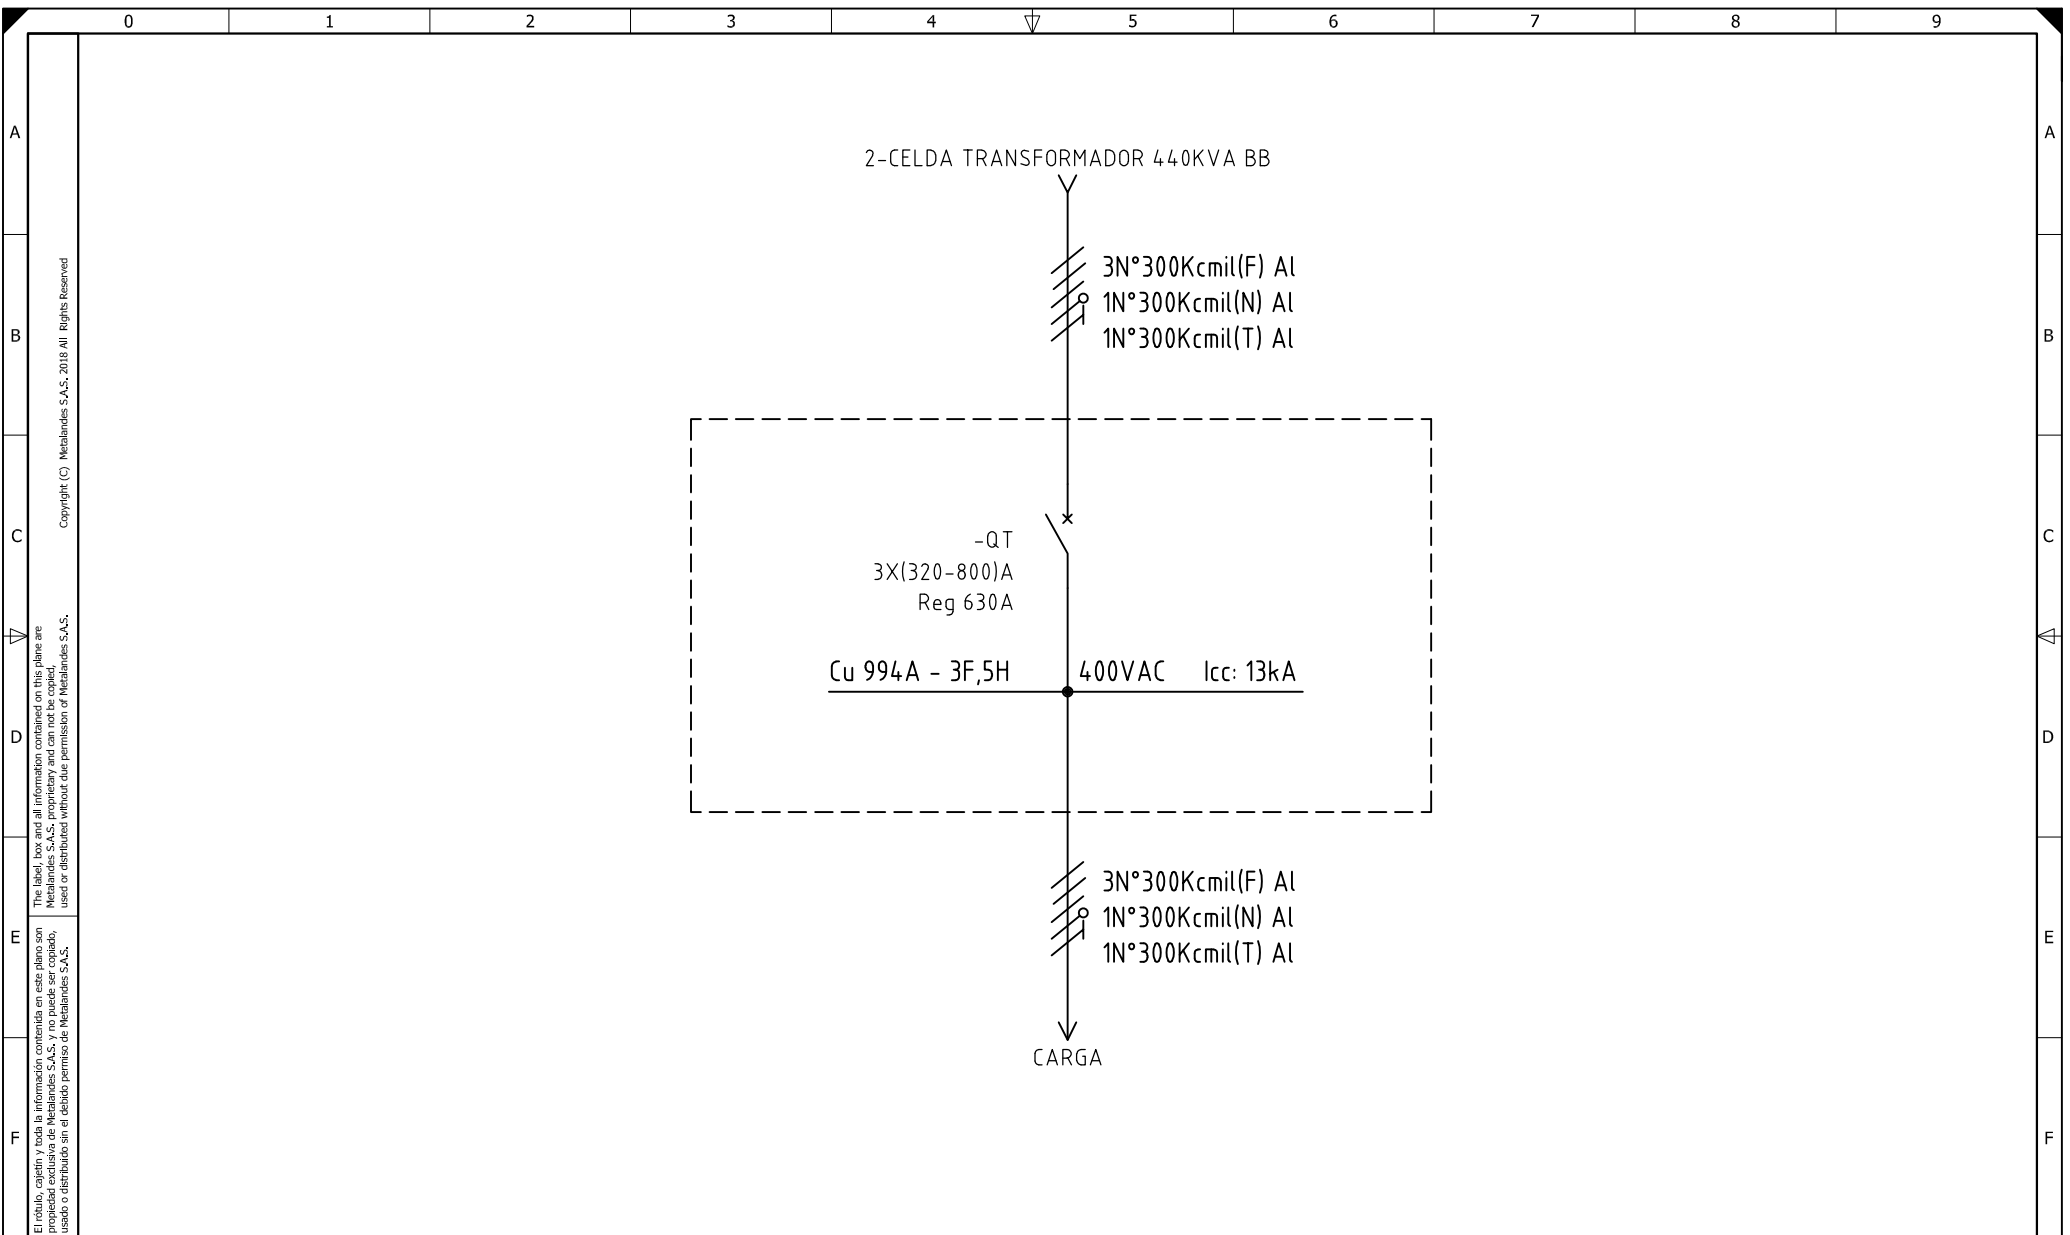 0 1 2 3 4 5 6 7 8 9
A A
2-CELDA TRANSFORMADOR 440KVA BB
3N°300Kcmil(F) Al
1N°300Kcmil(N) Al
1N°300Kcmil(T) Al
B B
C C
-QT
3X(320-800)A
Reg 630A
Cu 994A - 3F,5H 400VAC Icc: 13kA
D D
3N°300Kcmil(F) Al
1N°300Kcmil(N) Al
1N°300Kcmil(T) Al
E E
CARGA
F F
Copyright (C) Metalandes S.A.S. 2018 All Rights Reserved
The label, box and all information contained on this plane are
Metalandes S.A.S. proprietary and can not be copied,
used or distributed without due permission of Metalandes S.A.S.
El rótulo, cajetín y toda la información contenida en este plano son
propiedad exclusiva de Metalandes S.A.S. y no puede ser copiado,
usado o distribuido sin el debido permiso de Metalandes S.A.S.